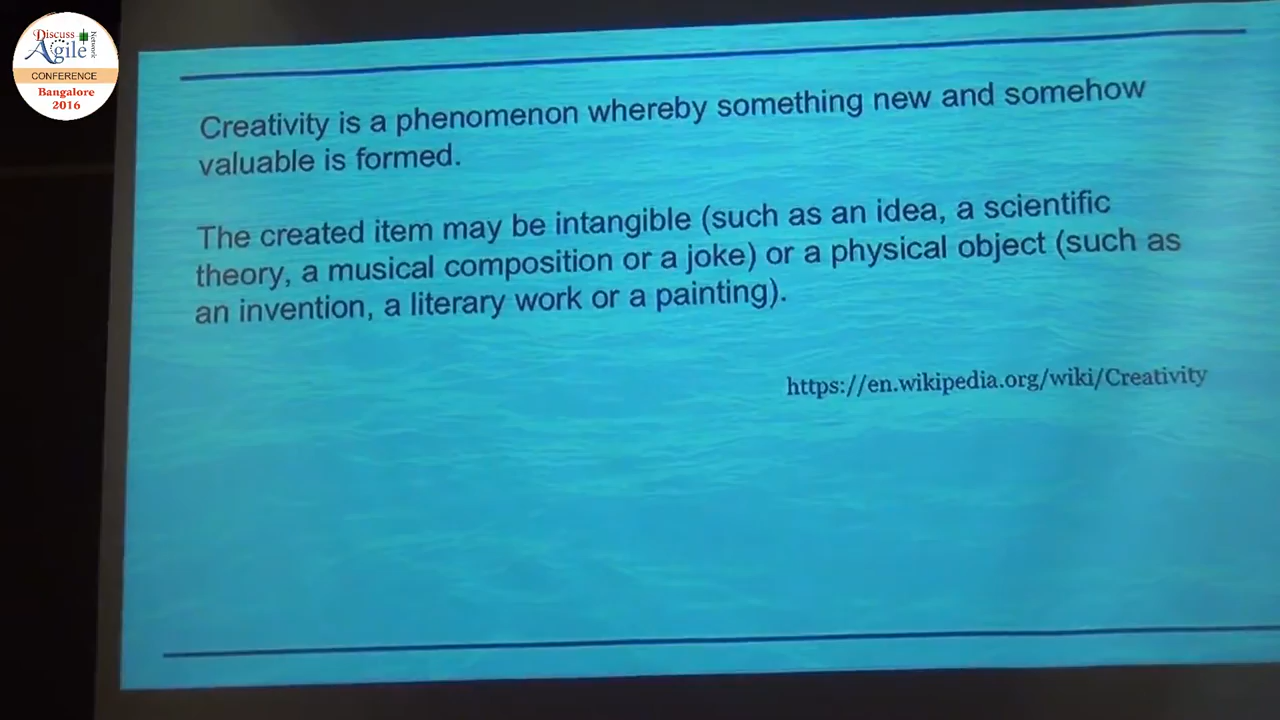 Discuss
Agile
Network
CONFERENCE
Bangalore
2016
Creativity is a phenomenon whereby something new and somehow
valuable is formed.
The created item may be intangible (such as an idea, a scientific
theory, a musical composition or a joke) or a physical object (such as
an invention, a literary work or a painting).
https://en.wikipedia.org/wiki/Creativity